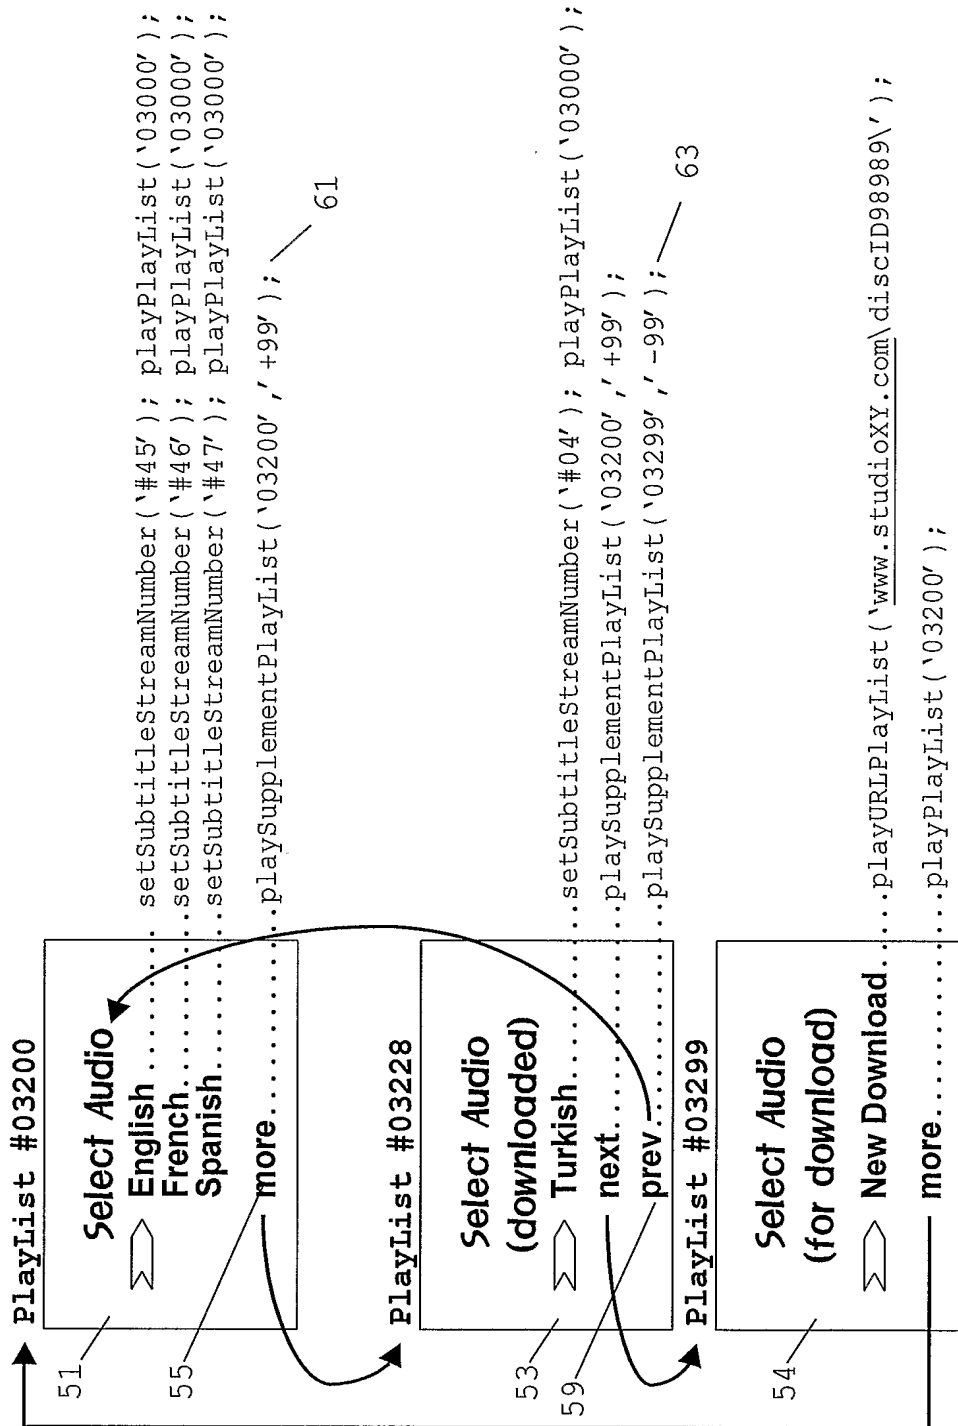 PlayList #03200
51
Select Audio
English.......... setSubtitleStreamNumber(‵#45′); playPlayList(‵03000′);
French..........setSubtitleStreamNumber(‵#46′); playPlayList(‵03000′);
Spanish..........setSubtitleStreamNumber(‵#47′); playPlayList(‵03000′);
55
more..........playSupplementPlayList(‵03200′,′+99′);
61
PlayList #03228
53
Select Audio
(downloaded)
Turkish..........setSubtitleStreamNumber(‵#04′); playPlayList(‵03000′);
next..........playSupplementPlayList(‵03200′,′+99′);
59
prev..........playSupplementPlayList(‵03299′,′-99′);
63
PlayList #03299
54
Select Audio
(for download)
New Download.....playURLPlayList(‵www.studioXY.com\discID98989\′);
more..........playPlayList(‵03200′);